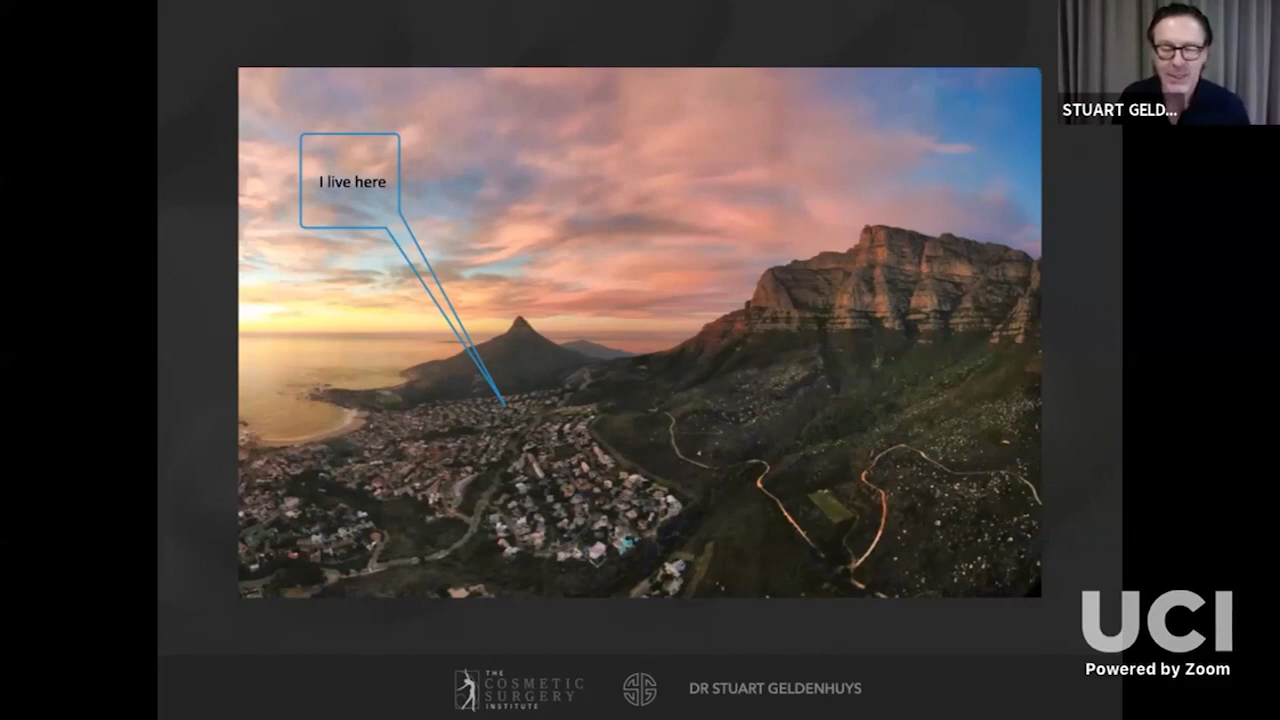 STUART GELD...
I live here
UCI
Powered by Zoom
THE
COSMETIC
SURGERY
INSTITUTE
DR STUART GELDENHUYS